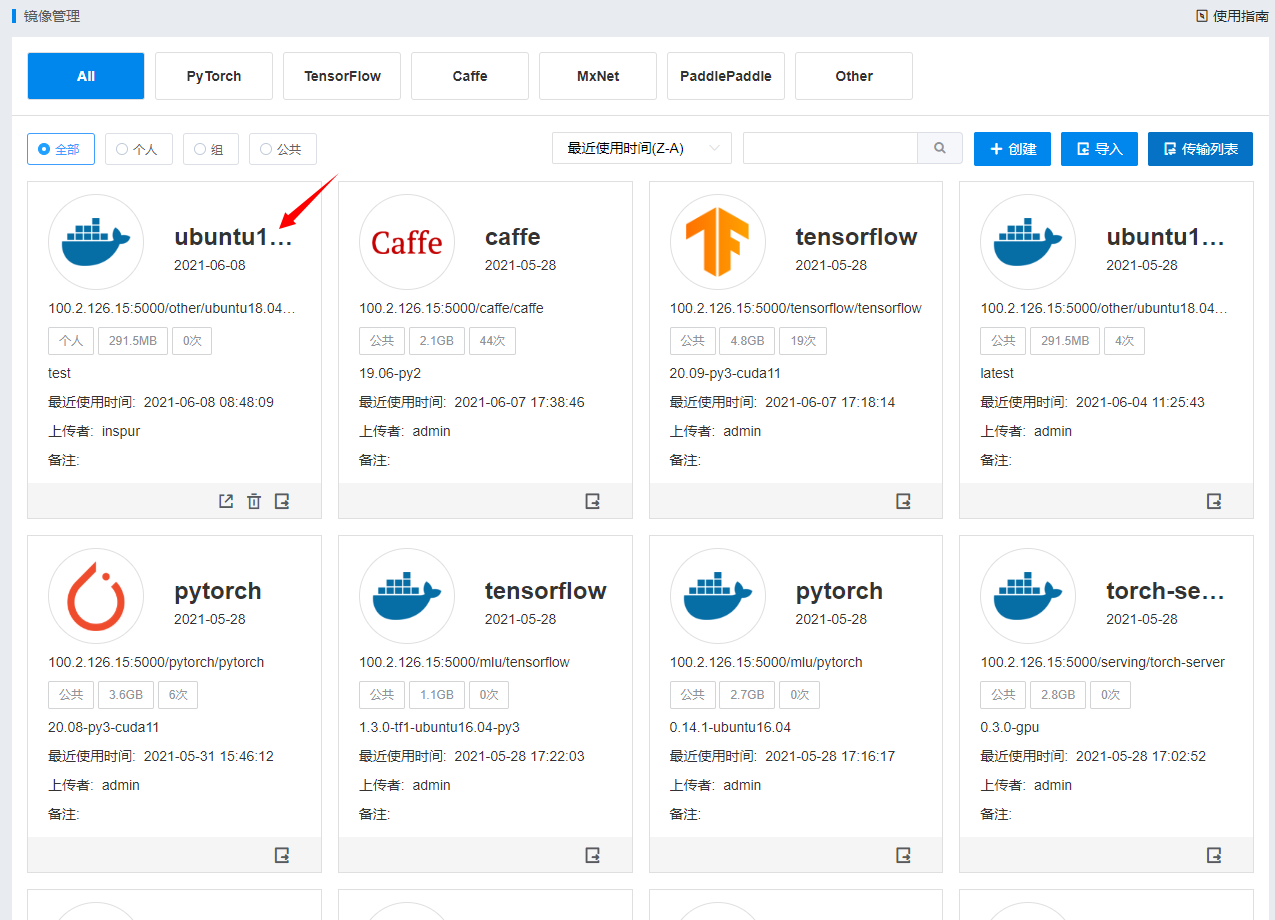 镜像管理
使用指南
All
PyTorch
TensorFlow
Caffe
MxNet
PaddlePaddle
Other
全部
个人
组
公共
最近使用时间(Z-A)
创建
导入
传输列表
ubuntu1...
2021-06-08
100.2.126.15:5000/other/ubuntu18.04...
个人 291.5MB 0次
test
最近使用时间: 2021-06-08 08:48:09
上传者: inspur
备注:
Caffe
caffe
2021-05-28
100.2.126.15:5000/caffe/caffe
公共 2.1GB 44次
19.06-py2
最近使用时间: 2021-06-07 17:38:46
上传者: admin
备注:
tensorflow
2021-05-28
100.2.126.15:5000/tensorflow/tensorflow
公共 4.8GB 19次
20.09-py3-cuda11
最近使用时间: 2021-06-07 17:18:14
上传者: admin
备注:
ubuntu1...
2021-05-28
100.2.126.15:5000/other/ubuntu18.04...
公共 291.5MB 4次
latest
最近使用时间: 2021-06-04 11:25:43
上传者: admin
备注:
pytorch
2021-05-28
100.2.126.15:5000/pytorch/pytorch
公共 3.6GB 6次
20.08-py3-cuda11
最近使用时间: 2021-05-31 15:46:12
上传者: admin
备注:
tensorflow
2021-05-28
100.2.126.15:5000/mlu/tensorflow
公共 1.1GB 0次
1.3.0-tf1-ubuntu16.04-py3
最近使用时间: 2021-05-28 17:22:03
上传者: admin
备注:
pytorch
2021-05-28
100.2.126.15:5000/mlu/pytorch
公共 2.7GB 0次
0.14.1-ubuntu16.04
最近使用时间: 2021-05-28 17:16:17
上传者: admin
备注:
torch-se...
2021-05-28
100.2.126.15:5000/serving/torch-server
公共 2.8GB 0次
0.3.0-gpu
最近使用时间: 2021-05-28 17:02:52
上传者: admin
备注: